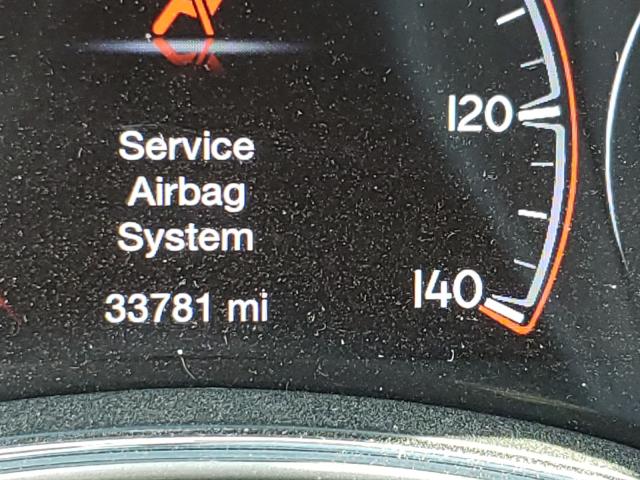 120
Service
Airbag
System
140
33781 mi